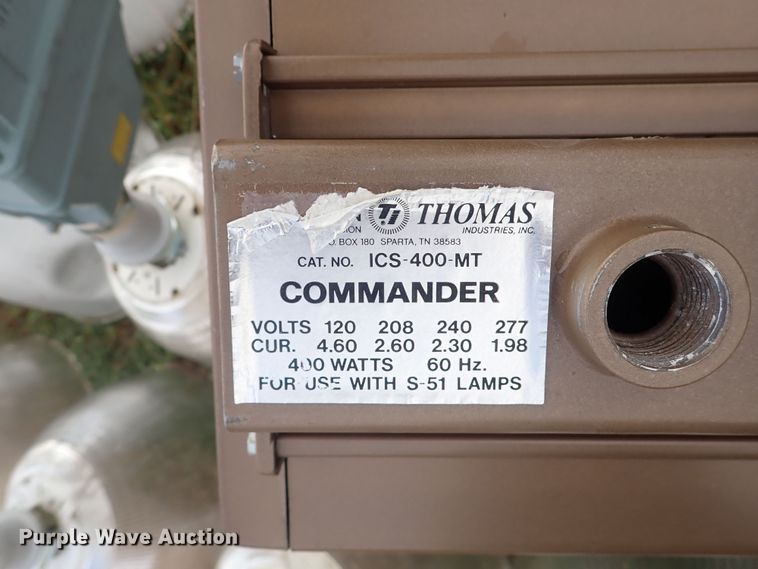 THOMAS
INDUSTRIES, INC.
BOX 180 SPARTA, TN 38583
CAT. NO. ICS-400-MT
COMMANDER
VOLTS 120 208 240 277
CUR. 4.60 2.60 2.30 1.98
400 WATTS 60 Hz.
FOR USE WITH S-51 LAMPS
Purple Wave Auction